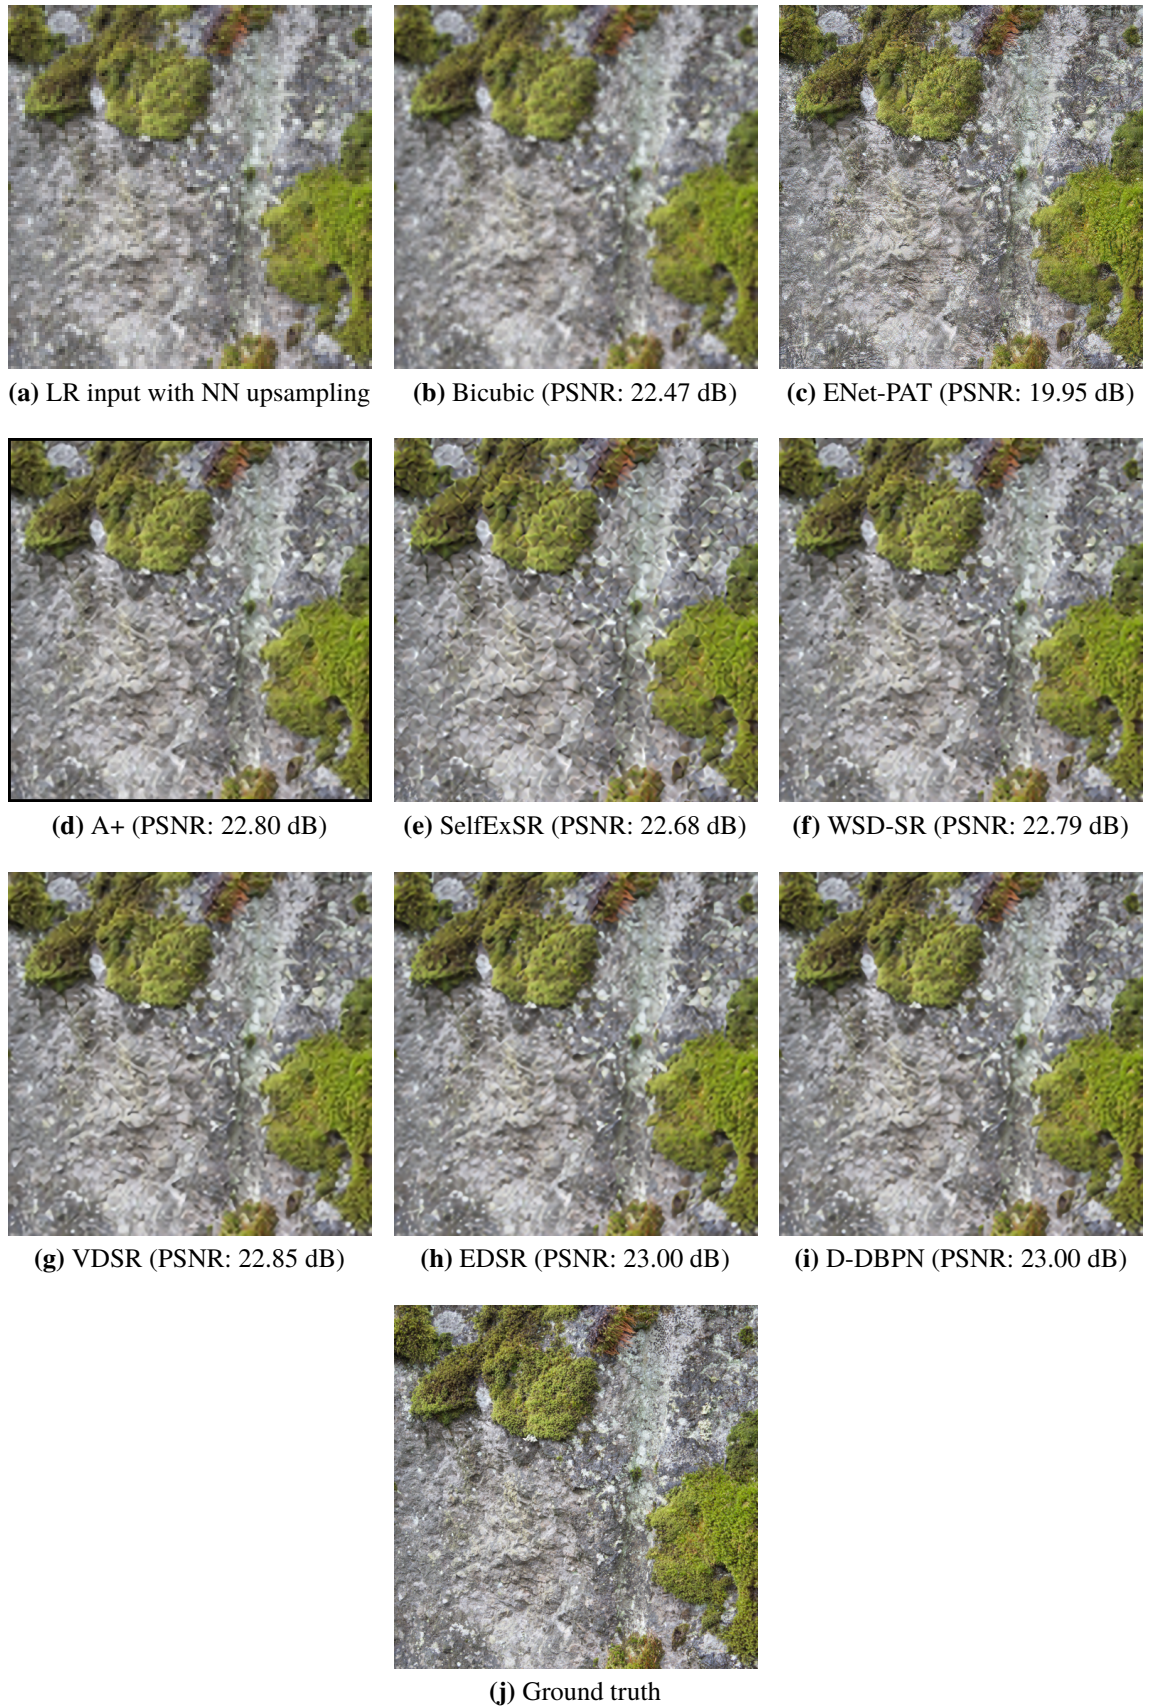 (a) LR input with NN upsampling
(b) Bicubic (PSNR: 22.47 dB)
(c) ENet-PAT (PSNR: 19.95 dB)
(d) A+ (PSNR: 22.80 dB)
(e) SelfExSR (PSNR: 22.68 dB)
(f) WSD-SR (PSNR: 22.79 dB)
(g) VDSR (PSNR: 22.85 dB)
(h) EDSR (PSNR: 23.00 dB)
(i) D-DBPN (PSNR: 23.00 dB)
(j) Ground truth